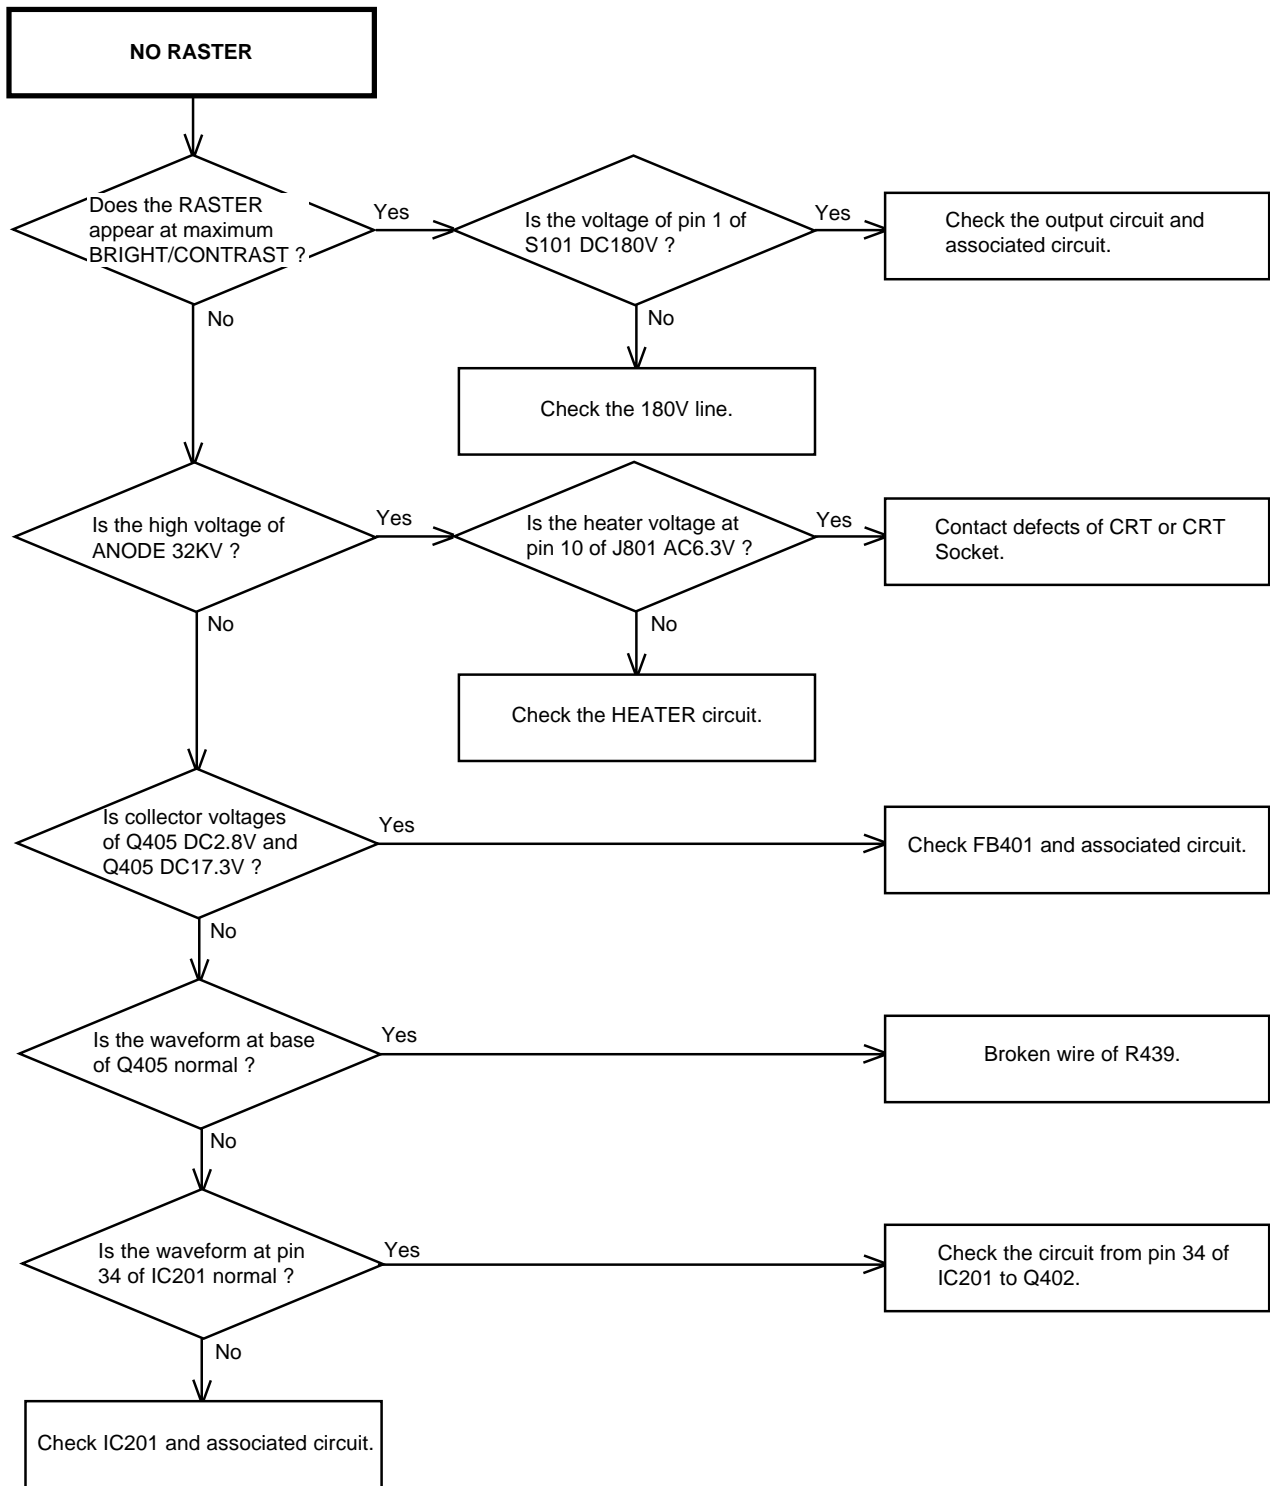 NO RASTER
Does the RASTER
appear at maximum
BRIGHT/CONTRAST ?
Yes
Is the voltage of pin 1 of
S101 DC180V ?
Yes
Check the output circuit and
associated circuit.
No
No
Check the 180V line.
Is the high voltage of
ANODE 32KV ?
Yes
Is the heater voltage at
pin 10 of J801 AC6.3V ?
Yes
Contact defects of CRT or CRT
Socket.
No
No
Check the HEATER circuit.
Is collector voltages
of Q405 DC2.8V and
Q405 DC17.3V ?
Yes
Check FB401 and associated circuit.
No
Is the waveform at base
of Q405 normal ?
Yes
Broken wire of R439.
No
Is the waveform at pin
34 of IC201 normal ?
Yes
Check the circuit from pin 34 of
IC201 to Q402.
No
Check IC201 and associated circuit.